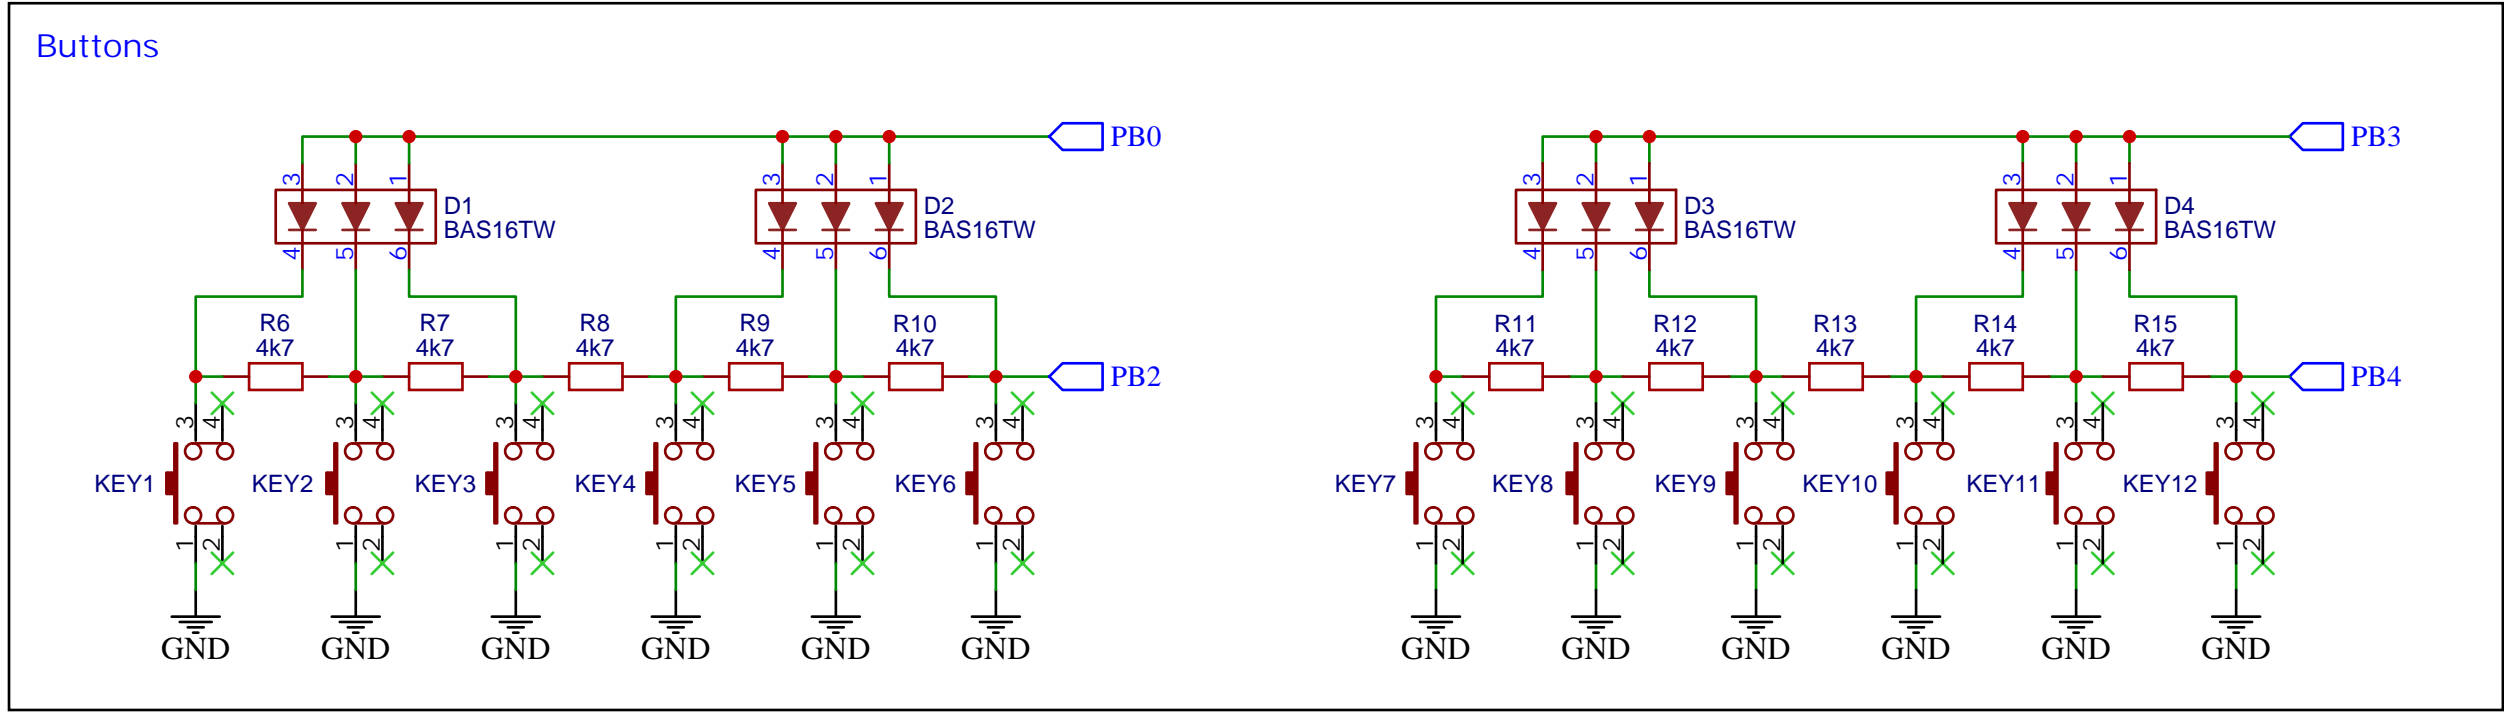 Buttons
PB0
PB3
3 2 1
3 2 1
3 2 1
3 2 1
D1
BAS16TW
D2
BAS16TW
D3
BAS16TW
D4
BAS16TW
4 5 6
4 5 6
4 5 6
4 5 6
R6
4k7
R7
4k7
R8
4k7
R9
4k7
R10
4k7
R11
4k7
R12
4k7
R13
4k7
R14
4k7
R15
4k7
PB2
PB4
3 4
3 4
3 4
3 4
3 4
3 4
3 4
3 4
3 4
3 4
3 4
3 4
KEY1
KEY2
KEY3
KEY4
KEY5
KEY6
KEY7
KEY8
KEY9
KEY10
KEY11
KEY12
1 2
1 2
1 2
1 2
1 2
1 2
1 2
1 2
1 2
1 2
1 2
1 2
GND
GND
GND
GND
GND
GND
GND
GND
GND
GND
GND
GND